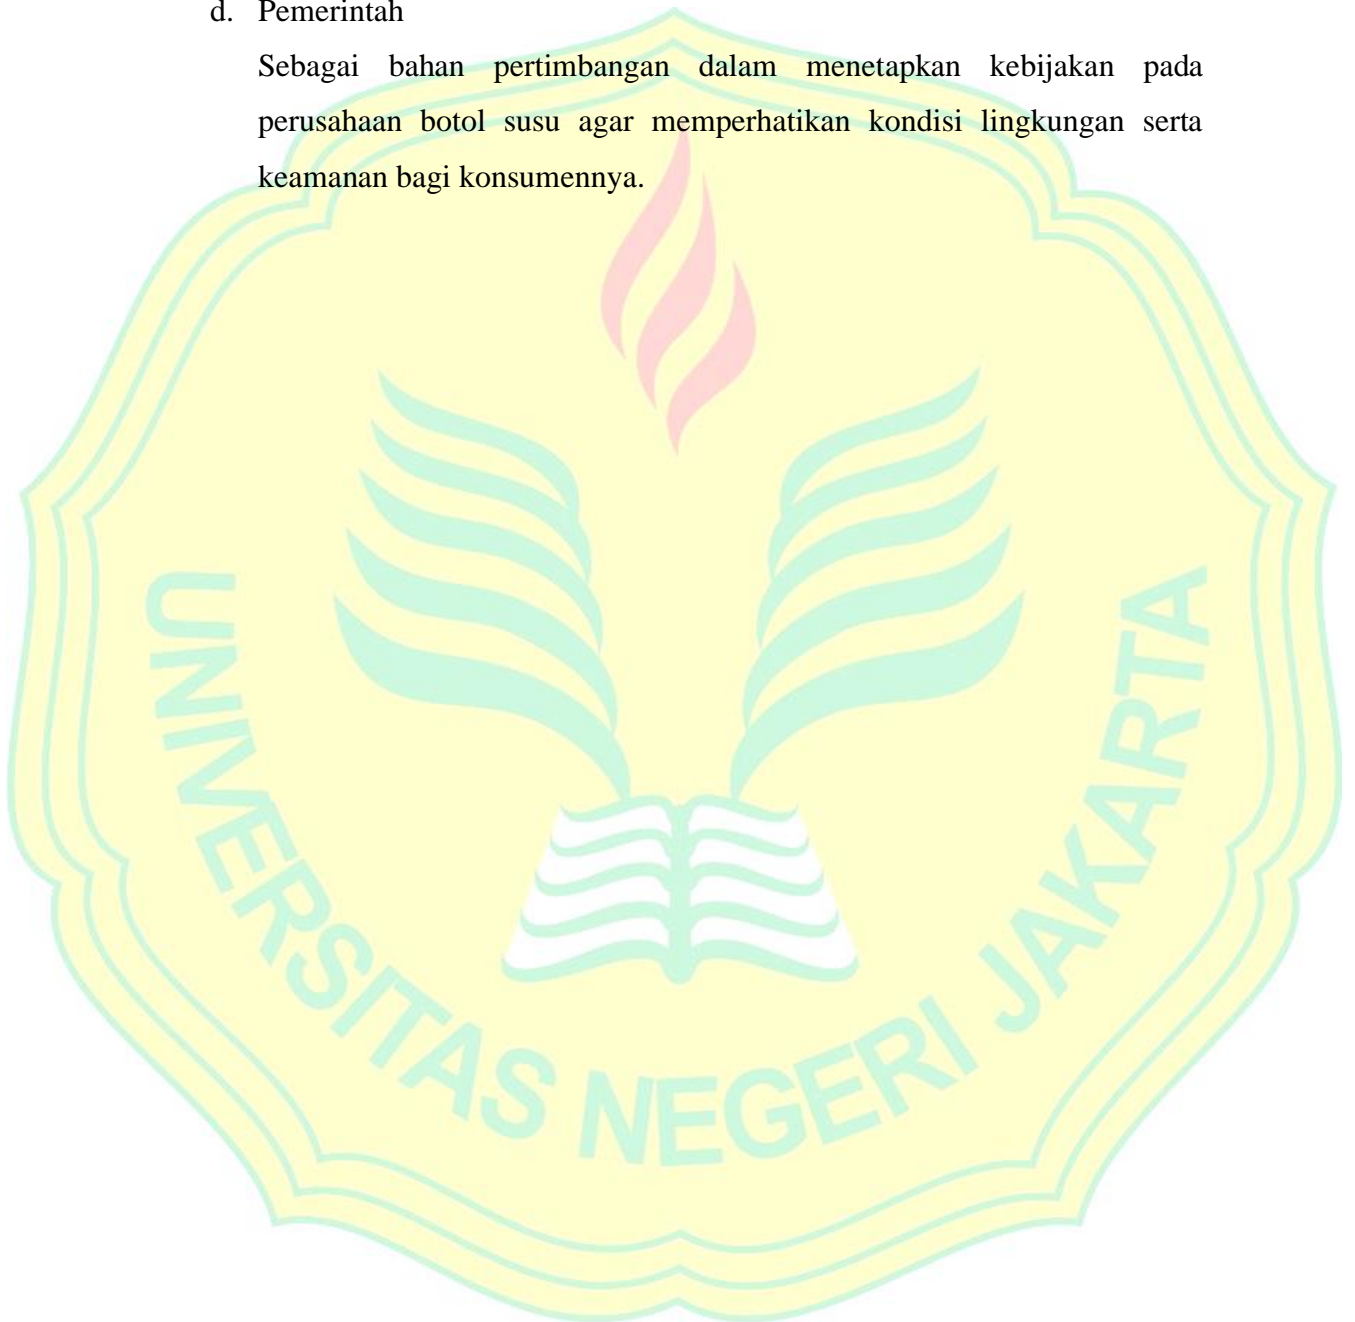 d. Pemerintah
Sebagai bahan pertimbangan dalam menetapkan kebijakan pada
perusahaan botol susu agar memperhatikan kondisi lingkungan serta
keamanan bagi konsumennya.
UNIVERSITAS NEGERI JAKARTA